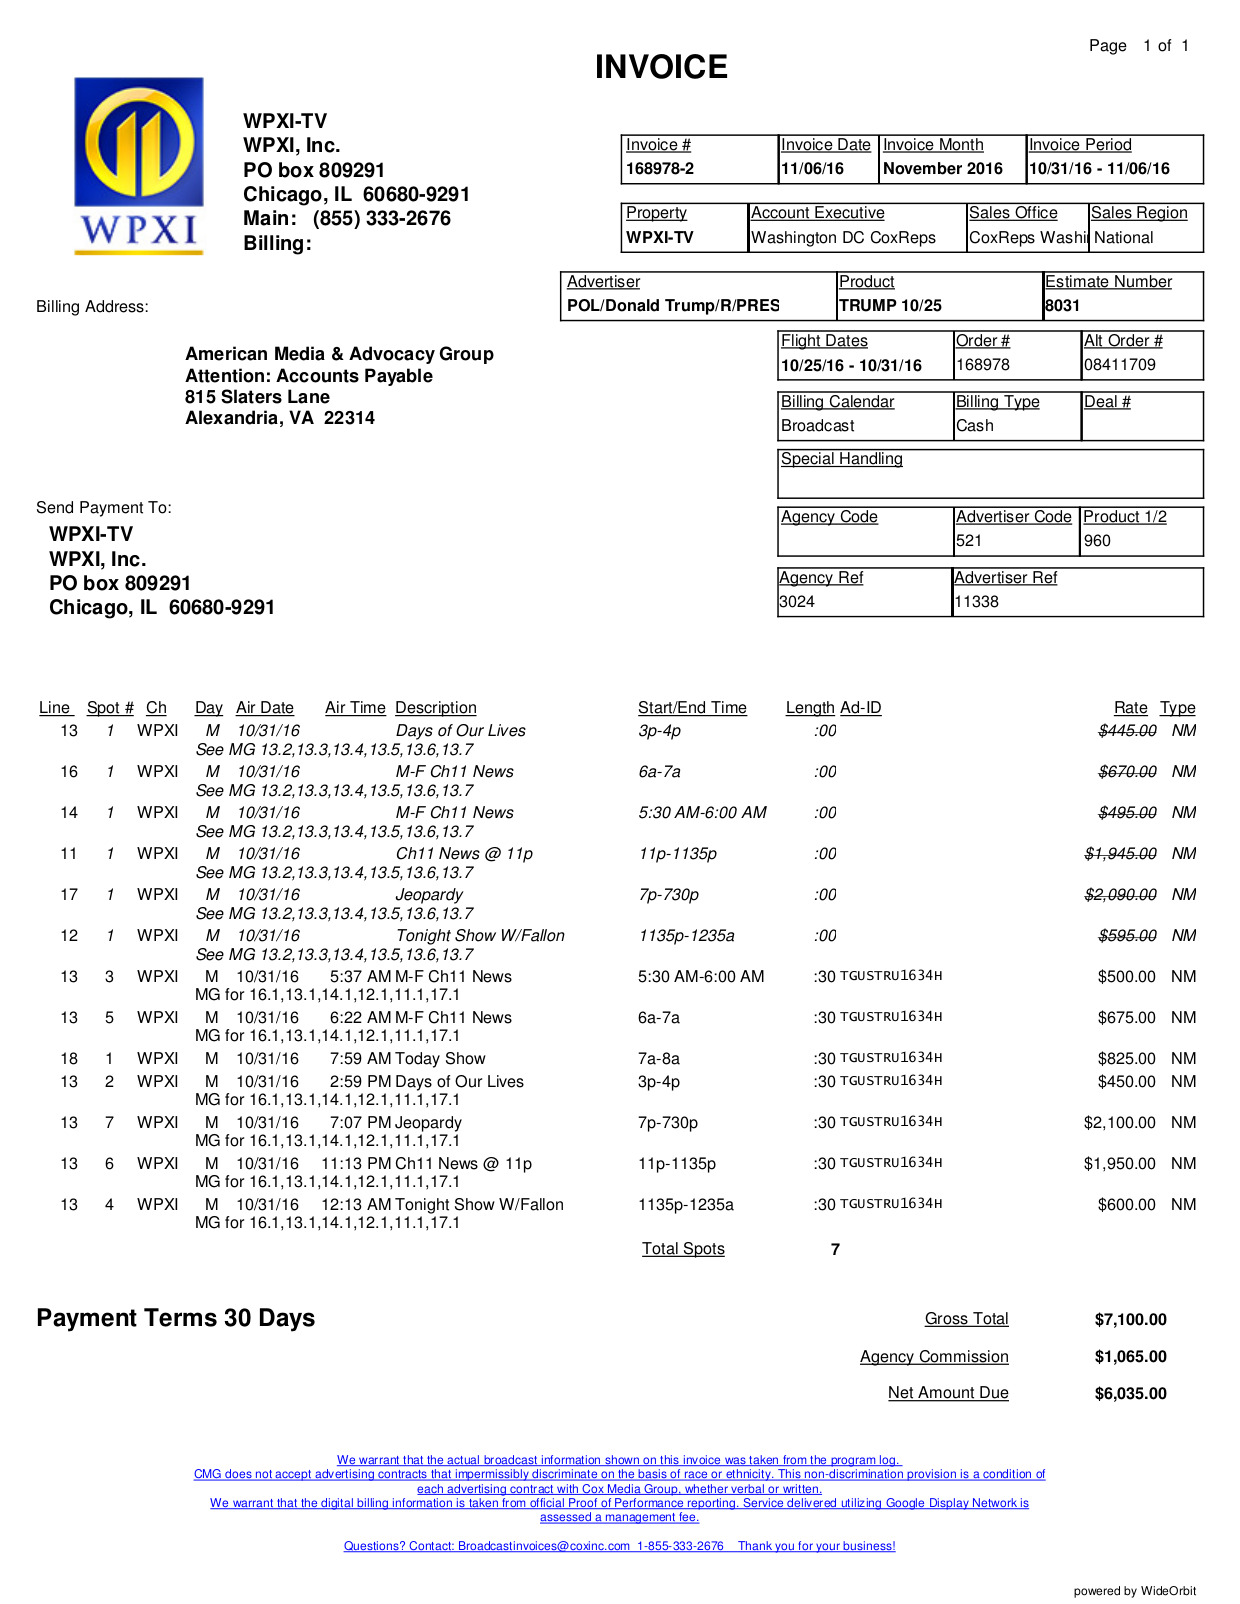 Page 1 of 1
INVOICE
WPXI
WPXI-TV
WPXI, Inc.
PO box 809291
Chicago, IL 60680-9291
Main: (855) 333-2676
Billing:
Invoice # Invoice Date Invoice Month Invoice Period
168978-2 11/06/16 November 2016 10/31/16 - 11/06/16
Property Account Executive Sales Office Sales Region
WPXI-TV Washington DC CoxReps CoxReps Washi National
Advertiser Product Estimate Number
POL/Donald Trump/R/PRES TRUMP 10/25 8031
Billing Address:
American Media & Advocacy Group
Attention: Accounts Payable
815 Slaters Lane
Alexandria, VA 22314
Flight Dates Order # Alt Order #
10/25/16 - 10/31/16 168978 08411709
Billing Calendar Billing Type Deal #
Broadcast Cash
Special Handling
Agency Code Advertiser Code Product 1/2
521 960
Agency Ref Advertiser Ref
3024 11338
Send Payment To:
WPXI-TV
WPXI, Inc.
PO box 809291
Chicago, IL 60680-9291
Line Spot # Ch Day Air Date Air Time Description Start/End Time Length Ad-ID Rate Type
13 1 WPXI M 10/31/16 Days of Our Lives 3p-4p :00 $445.00 NM
See MG 13.2,13.3,13.4,13.5,13.6,13.7
16 1 WPXI M 10/31/16 M-F Ch11 News 6a-7a :00 $670.00 NM
See MG 13.2,13.3,13.4,13.5,13.6,13.7
14 1 WPXI M 10/31/16 M-F Ch11 News 5:30 AM-6:00 AM :00 $495.00 NM
See MG 13.2,13.3,13.4,13.5,13.6,13.7
11 1 WPXI M 10/31/16 Ch11 News @ 11p 11p-1135p :00 $1,945.00 NM
See MG 13.2,13.3,13.4,13.5,13.6,13.7
17 1 WPXI M 10/31/16 Jeopardy 7p-730p :00 $2,090.00 NM
See MG 13.2,13.3,13.4,13.5,13.6,13.7
12 1 WPXI M 10/31/16 Tonight Show W/Fallon 1135p-1235a :00 $595.00 NM
See MG 13.2,13.3,13.4,13.5,13.6,13.7
13 3 WPXI M 10/31/16 5:37 AM M-F Ch11 News 5:30 AM-6:00 AM :30 TGUSTRU1634H $500.00 NM
MG for 16.1,13.1,14.1,12.1,11.1,17.1
13 5 WPXI M 10/31/16 6:22 AM M-F Ch11 News 6a-7a :30 TGUSTRU1634H $675.00 NM
MG for 16.1,13.1,14.1,12.1,11.1,17.1
18 1 WPXI M 10/31/16 7:59 AM Today Show 7a-8a :30 TGUSTRU1634H $825.00 NM
13 2 WPXI M 10/31/16 2:59 PM Days of Our Lives 3p-4p :30 TGUSTRU1634H $450.00 NM
MG for 16.1,13.1,14.1,12.1,11.1,17.1
13 7 WPXI M 10/31/16 7:07 PM Jeopardy 7p-730p :30 TGUSTRU1634H $2,100.00 NM
MG for 16.1,13.1,14.1,12.1,11.1,17.1
13 6 WPXI M 10/31/16 11:13 PM Ch11 News @ 11p 11p-1135p :30 TGUSTRU1634H $1,950.00 NM
MG for 16.1,13.1,14.1,12.1,11.1,17.1
13 4 WPXI M 10/31/16 12:13 AM Tonight Show W/Fallon 1135p-1235a :30 TGUSTRU1634H $600.00 NM
MG for 16.1,13.1,14.1,12.1,11.1,17.1
Total Spots 7
Payment Terms 30 Days
Gross Total $7,100.00
Agency Commission $1,065.00
Net Amount Due $6,035.00
We warrant that the actual broadcast information shown on this invoice was taken from the program log.
CMG does not accept advertising contracts that impermissibly discriminate on the basis of race or ethnicity. This non-discrimination provision is a condition of
each advertising contract with Cox Media Group, whether verbal or written.
We warrant that the digital billing information is taken from official Proof of Performance reporting. Service delivered utilizing Google Display Network is
assessed a management fee.
Questions? Contact: Broadcastinvoices@coxinc.com 1-855-333-2676 Thank you for your business!
powered by WideOrbit